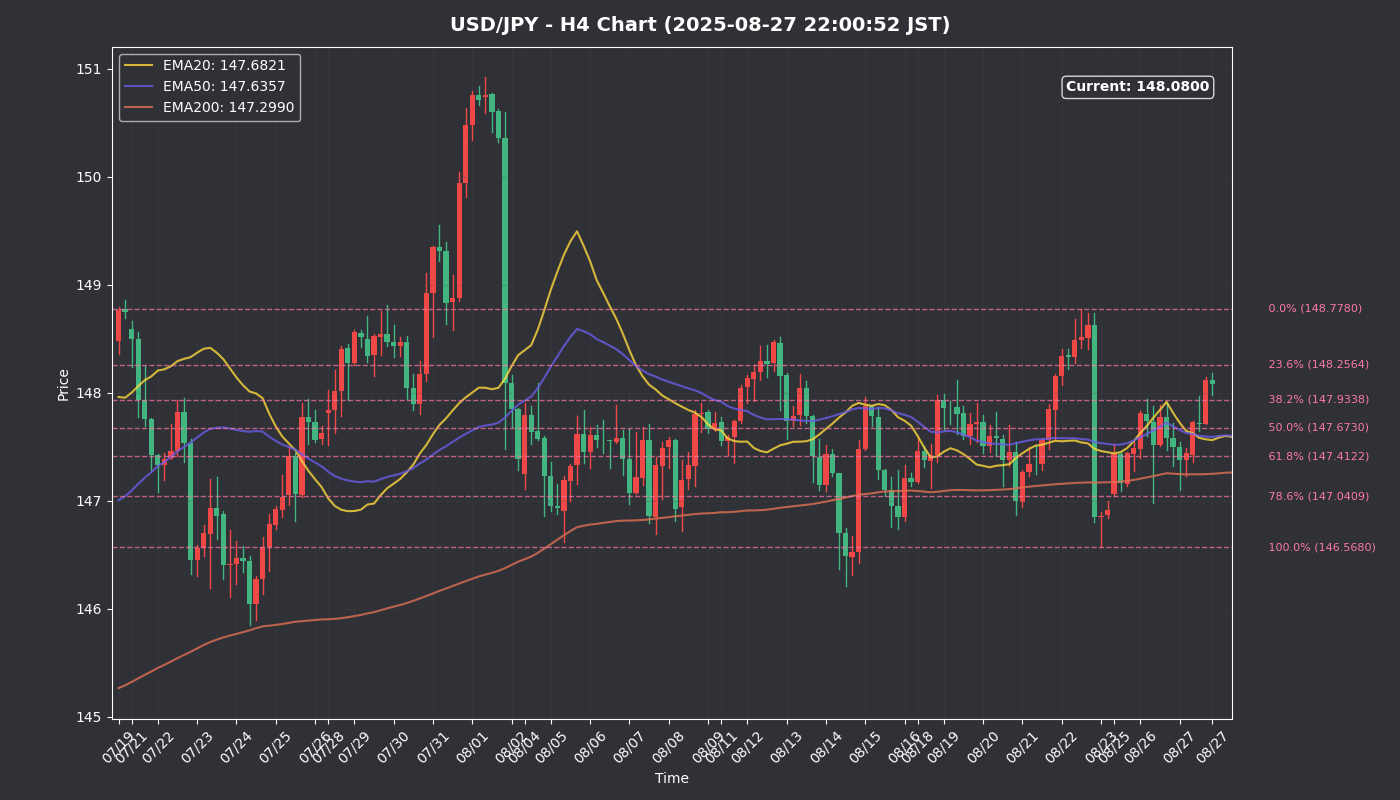 USD/JPY - H4 Chart (2025-08-27 22:00:52 JST)
EMA20: 147.6821
EMA50: 147.6357
EMA200: 147.2990
Current: 148.0800
151
150
149
148
147
146
145
Price
0.0% (148.7780)
23.6% (148.2564)
38.2% (147.9338)
50.0% (147.6730)
61.8% (147.4122)
78.6% (147.0409)
100.0% (146.5680)
07/19 07/21 07/22 07/23 07/24 07/25 07/26 07/28 07/29 07/30 07/31 08/01 08/02 08/04 08/05 08/06 08/07 08/08 08/09 08/11 08/12 08/13 08/14 08/15 08/16 08/18 08/19 08/20 08/21 08/22 08/23 08/25 08/26 08/27 08/27
Time